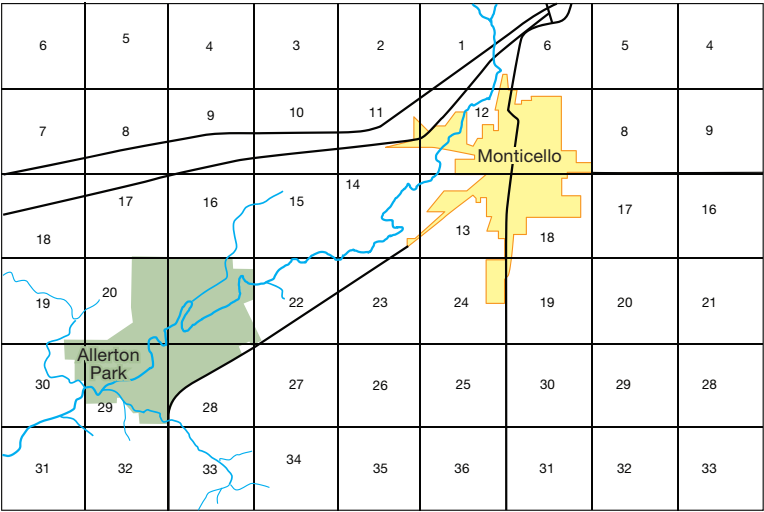 6 5 4 3 2 1 6 5 4
7 8 9 10 11 12 8 9
Monticello
18 17 16 15 14 13 18 17 16
19 20 22 23 24 19 20 21
Allerton
Park
30 29 28 27 26 25 30 29 28
31 32 33 34 35 36 31 32 33